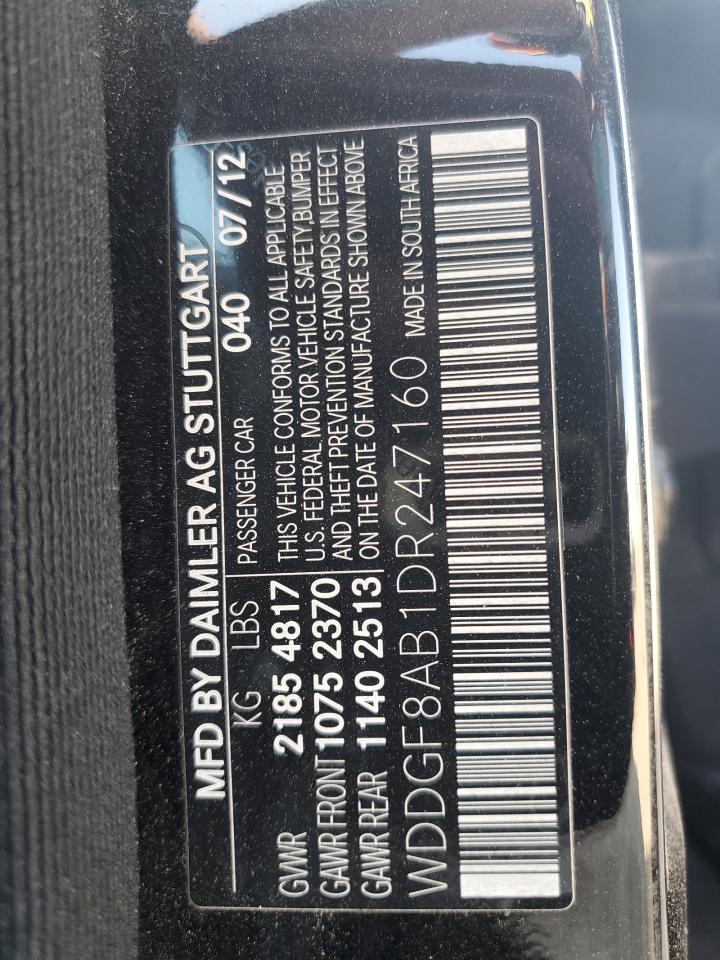 MFD BY DAIMLER AG STUTTGART
KG LBS PASSENGER CAR 040 07/12
GVWR 2185 4817 THIS VEHICLE CONFORMS TO ALL APPLICABLE
GAWR FRONT 1075 2370 U.S. FEDERAL MOTOR VEHICLE SAFETY,BUMPER
GAWR REAR 1140 2513 AND THEFT PREVENTION STANDARDS IN EFFECT
ON THE DATE OF MANUFACTURE SHOWN ABOVE
WDDGF8AB1DR247160 MADE IN SOUTH AFRICA